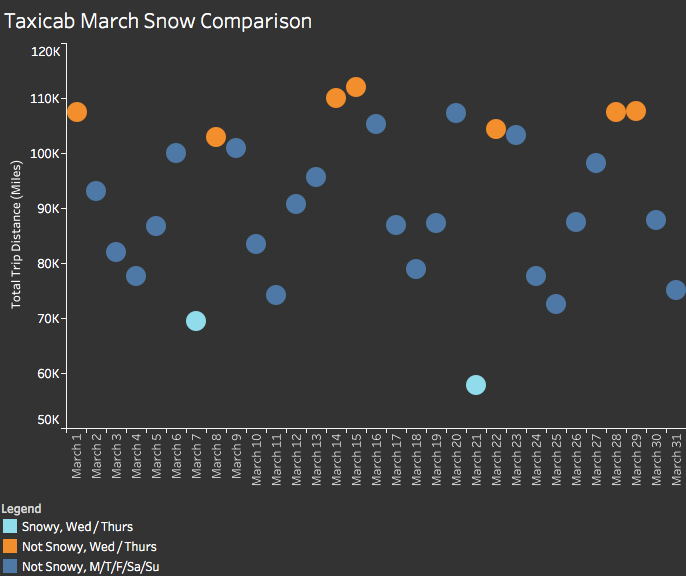 Taxicab March Snow Comparison
120K
110K
100K
90K
80K
70K
60K
50K
Total Trip Distance (Miles)
March 1
March 2
March 3
March 4
March 5
March 6
March 7
March 8
March 9
March 10
March 11
March 12
March 13
March 14
March 15
March 16
March 17
March 18
March 19
March 20
March 21
March 22
March 23
March 24
March 25
March 26
March 27
March 28
March 29
March 30
March 31
Legend
Snowy, Wed / Thurs
Not Snowy, Wed / Thurs
Not Snowy, M/T/F/Sa/Su